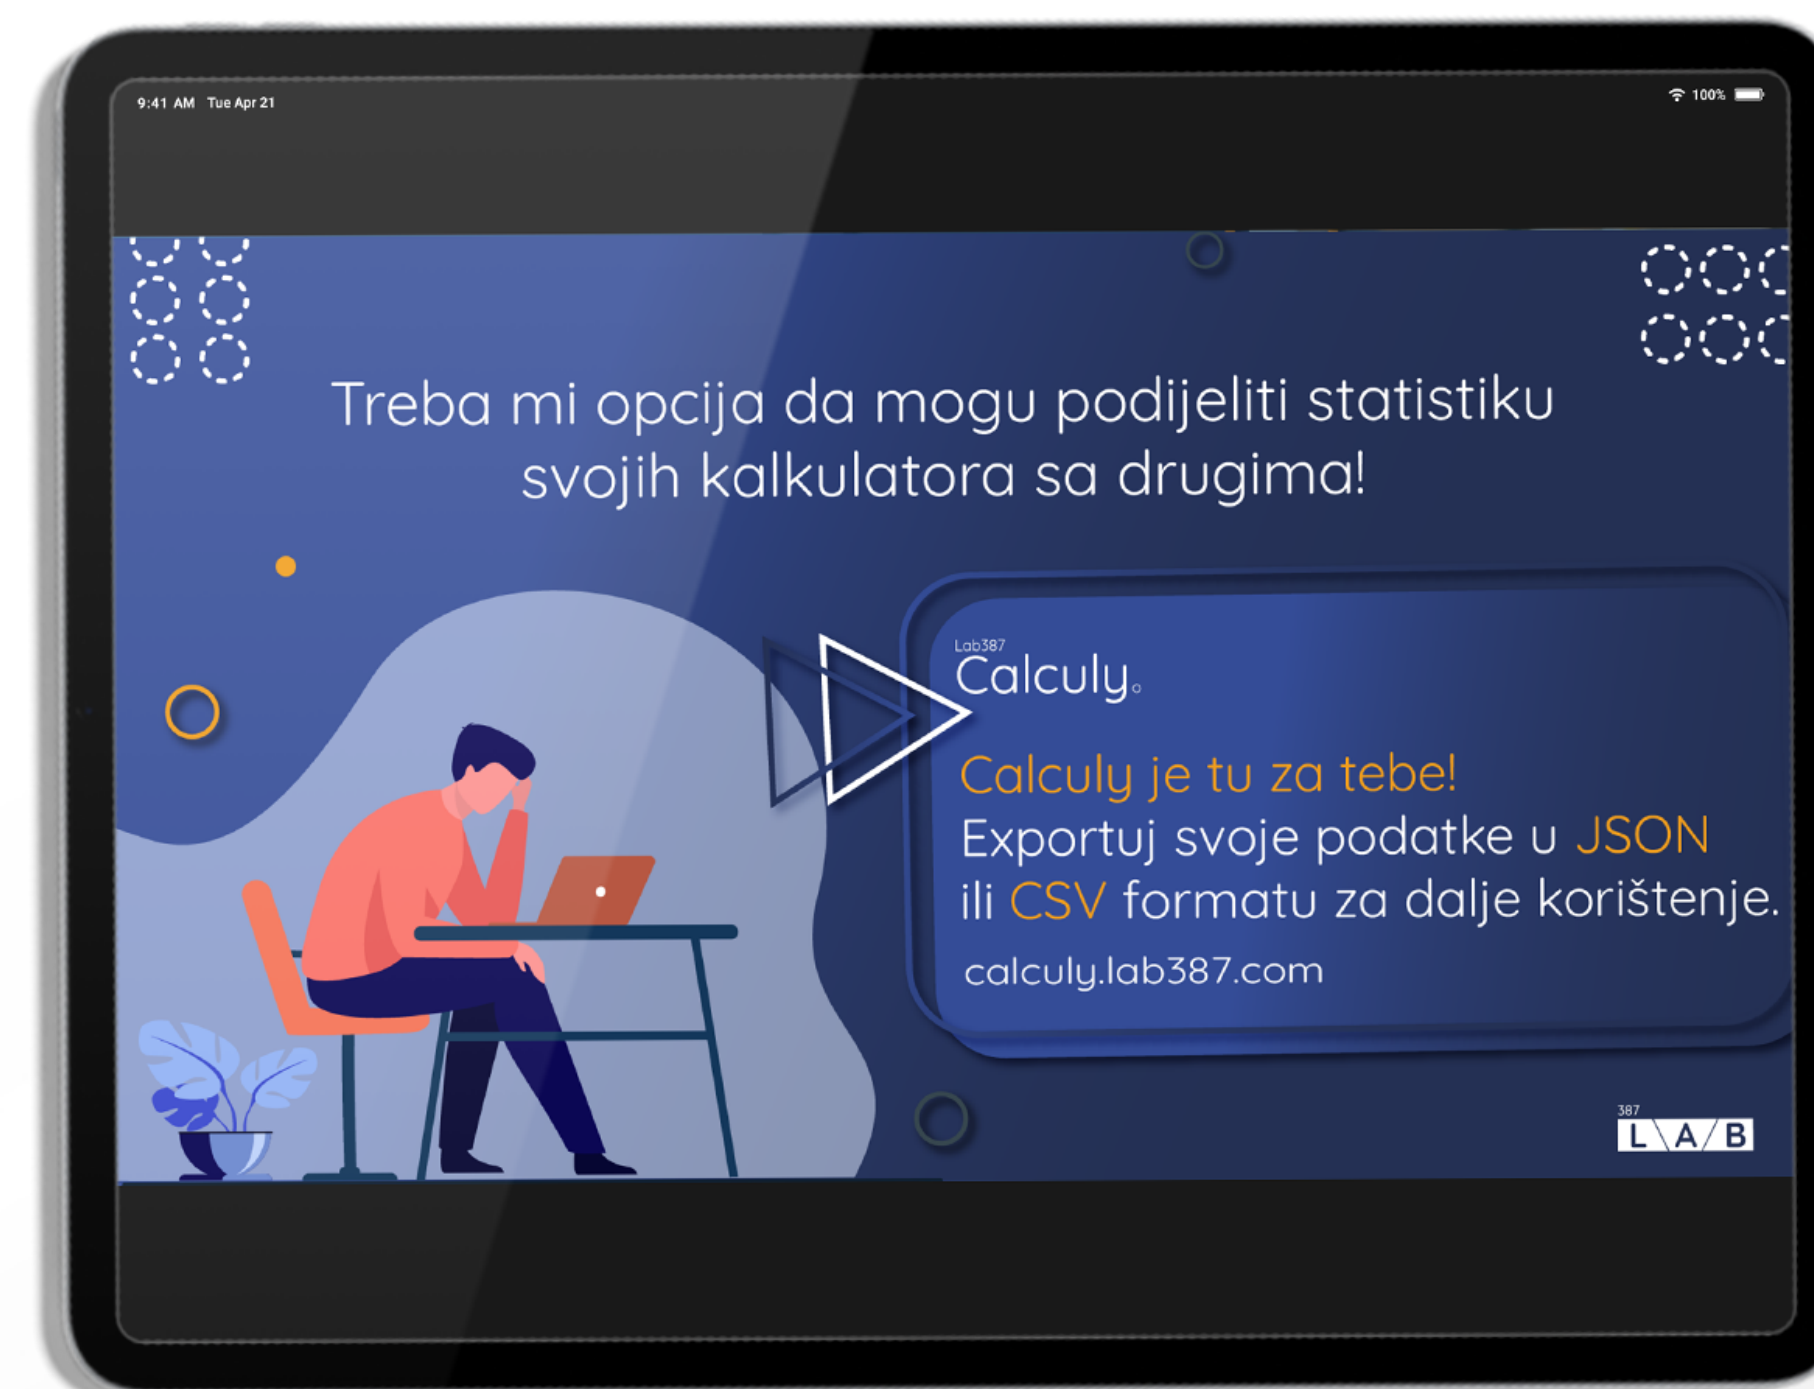 9:41 AM Tue Apr 21
100%
Treba mi opcija da mogu podijeliti statistiku
svojih kalkulatora sa drugima!
Lab387
Calculy
Calculy je tu za tebe!
Exportuj svoje podatke u JSON
ili CSV formatu za dalje korištenje.
calculy.lab387.com
387
LAB